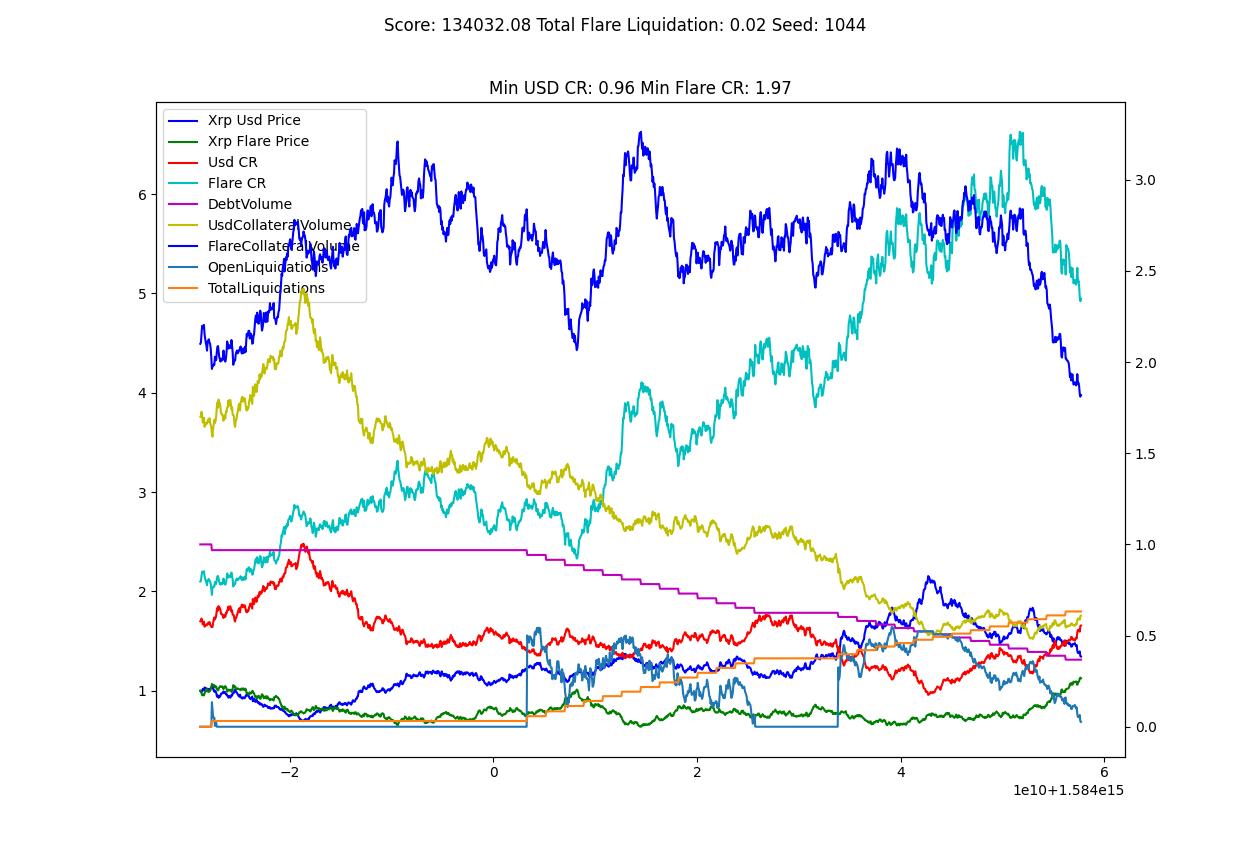 Score: 134032.08 Total Flare Liquidation: 0.02 Seed: 1044
Min USD CR: 0.96 Min Flare CR: 1.97
Xrp Usd Price
Xrp Flare Price
Usd CR
Flare CR
DebtVolume
UsdCollateralVolume
FlareCollateralVolume
OpenLiquidations
TotalLiquidations
6
5
4
3
2
1
3.0
2.5
2.0
1.5
1.0
0.5
0.0
−2
0
2
4
6
1e10+1.584e15